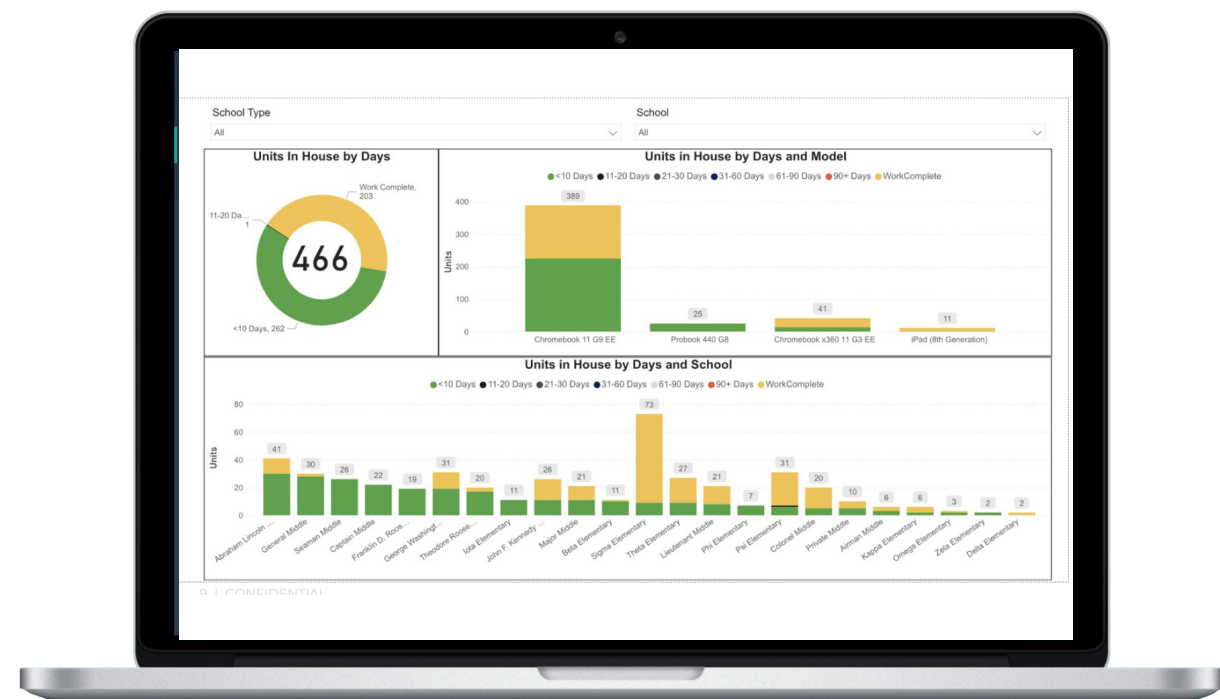 School Type
School
All
All
Units In House by Days
Work Complete,
203
11-20 Da...
1
466
<10 Days, 262
Units in House by Days and Model
<10 Days 11-20 Days 21-30 Days 31-60 Days 61-90 Days 90+ Days WorkComplete
Units
400
300
200
100
0
389
25
41
11
Chromebook 11 G9 EE
Probook 440 G8
Chromebook x360 11 G3 EE
iPad (8th Generation)
Units in House by Days and School
<10 Days 11-20 Days 21-30 Days 31-60 Days 61-90 Days 90+ Days WorkComplete
Units
80
60
40
20
0
41
30
26
22
19
31
20
11
26
21
11
73
27
21
7
31
20
10
6
6
3
2
2
Abraham Lincoln ...
General Middle
Seaman Middle
Captain Middle
Franklin D. Roos...
George Washingt...
Theodore Roose...
Iota Elementary
John F. Kennedy ...
Major Middle
Beta Elementary
Sigma Elementary
Theta Elementary
Lieutenant Middle
Phi Elementary
Psi Elementary
Colonel Middle
Private Middle
Airman Middle
Kappa Elementary
Omega Elementary
Zeta Elementary
Delta Elementary
9 | CONFIDENTIAL